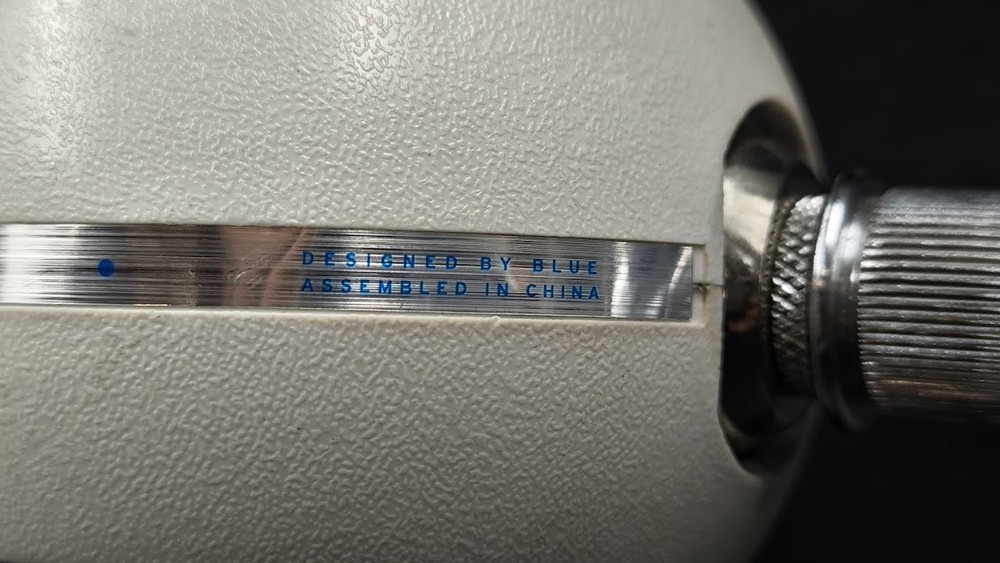 DESIGNED BY BLUE
ASSEMBLED IN CHINA